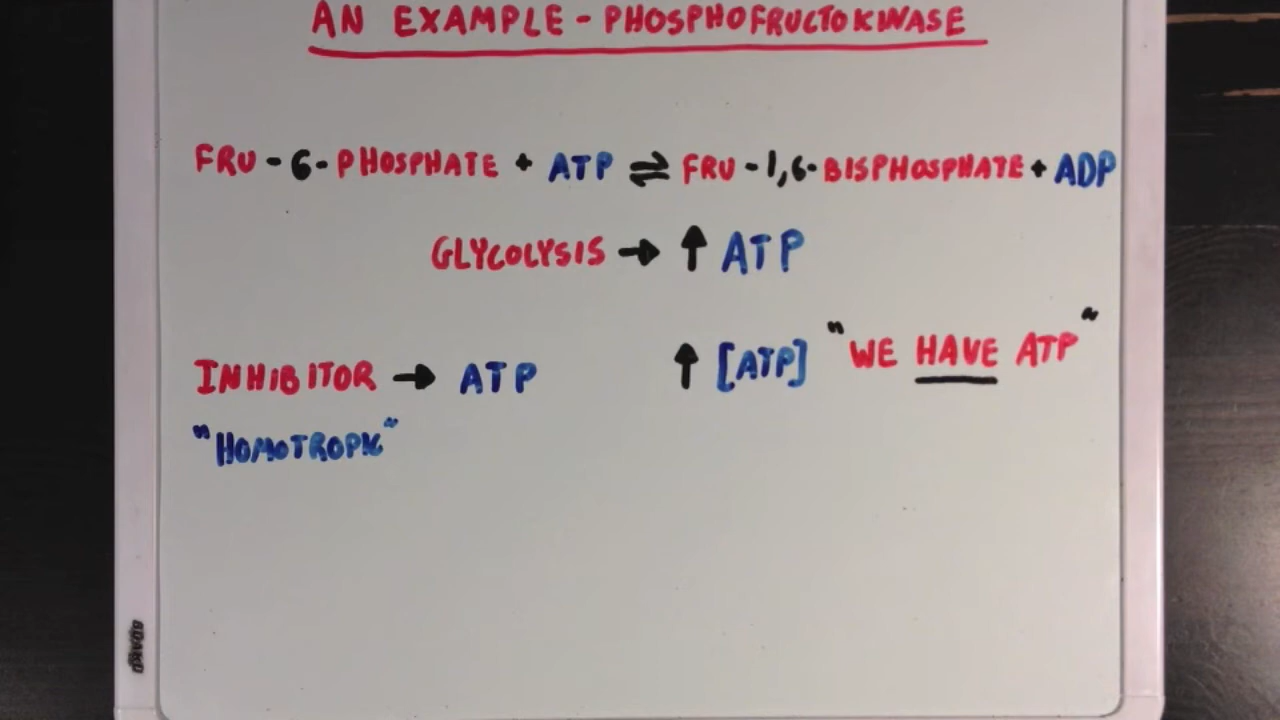 AN EXAMPLE - PHOSPHOFRUCTOKINASE
FRU - 6 - PHOSPHATE + ATP ⇌ FRU - 1,6 - BISPHOSPHATE + ADP
GLYCOLYSIS → ↑ ATP
INHIBITOR → ATP
↑ [ATP] "WE HAVE ATP"
"HOMOTROPIC"